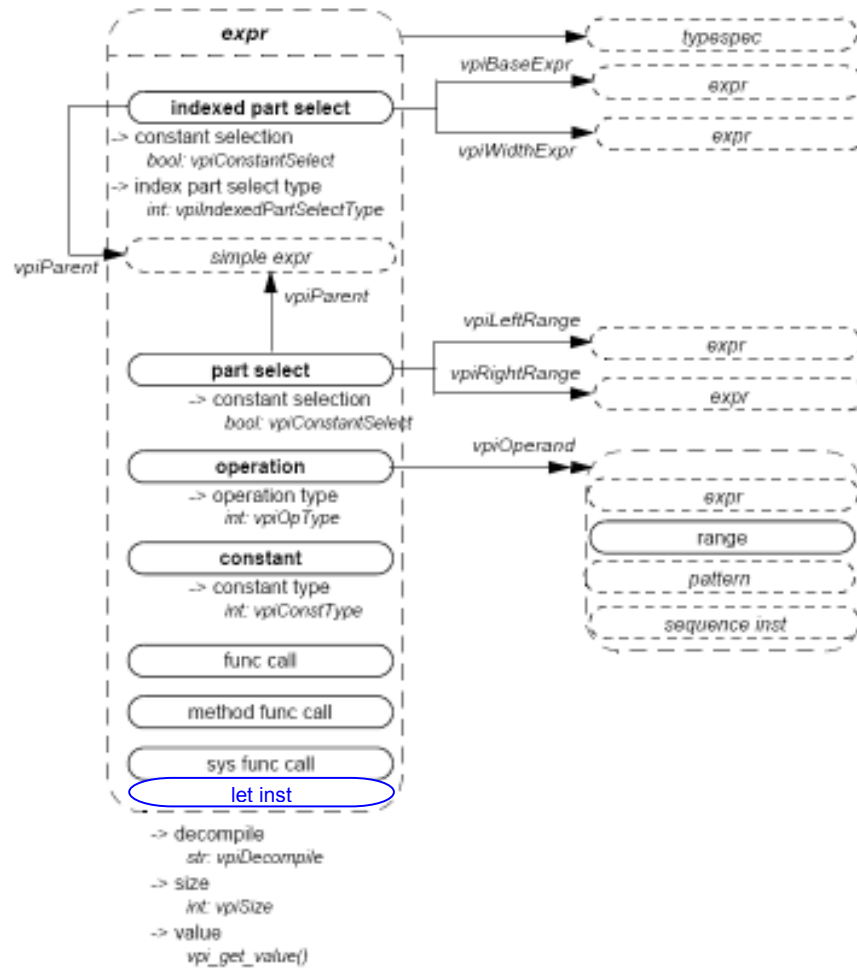 expr
typespec
vpiBaseExpr
expr
indexed part select
-> constant selection
bool: vpiConstantSelect
expr
vpiWidthExpr
-> index part select type
int: vpiIndexedPartSelectType
simple expr
vpiParent
vpiParent
vpiLeftRange
expr
part select
vpiRightRange
expr
-> constant selection
bool: vpiConstantSelect
vpiOperand
operation
-> operation type
int: vpiOpType
expr
range
constant
-> constant type
int: vpiConstType
pattern
sequence inst
func call
method func call
sys func call
let inst
-> decompile
str: vpiDecompile
-> size
int: vpiSize
-> value
vpi_get_value()